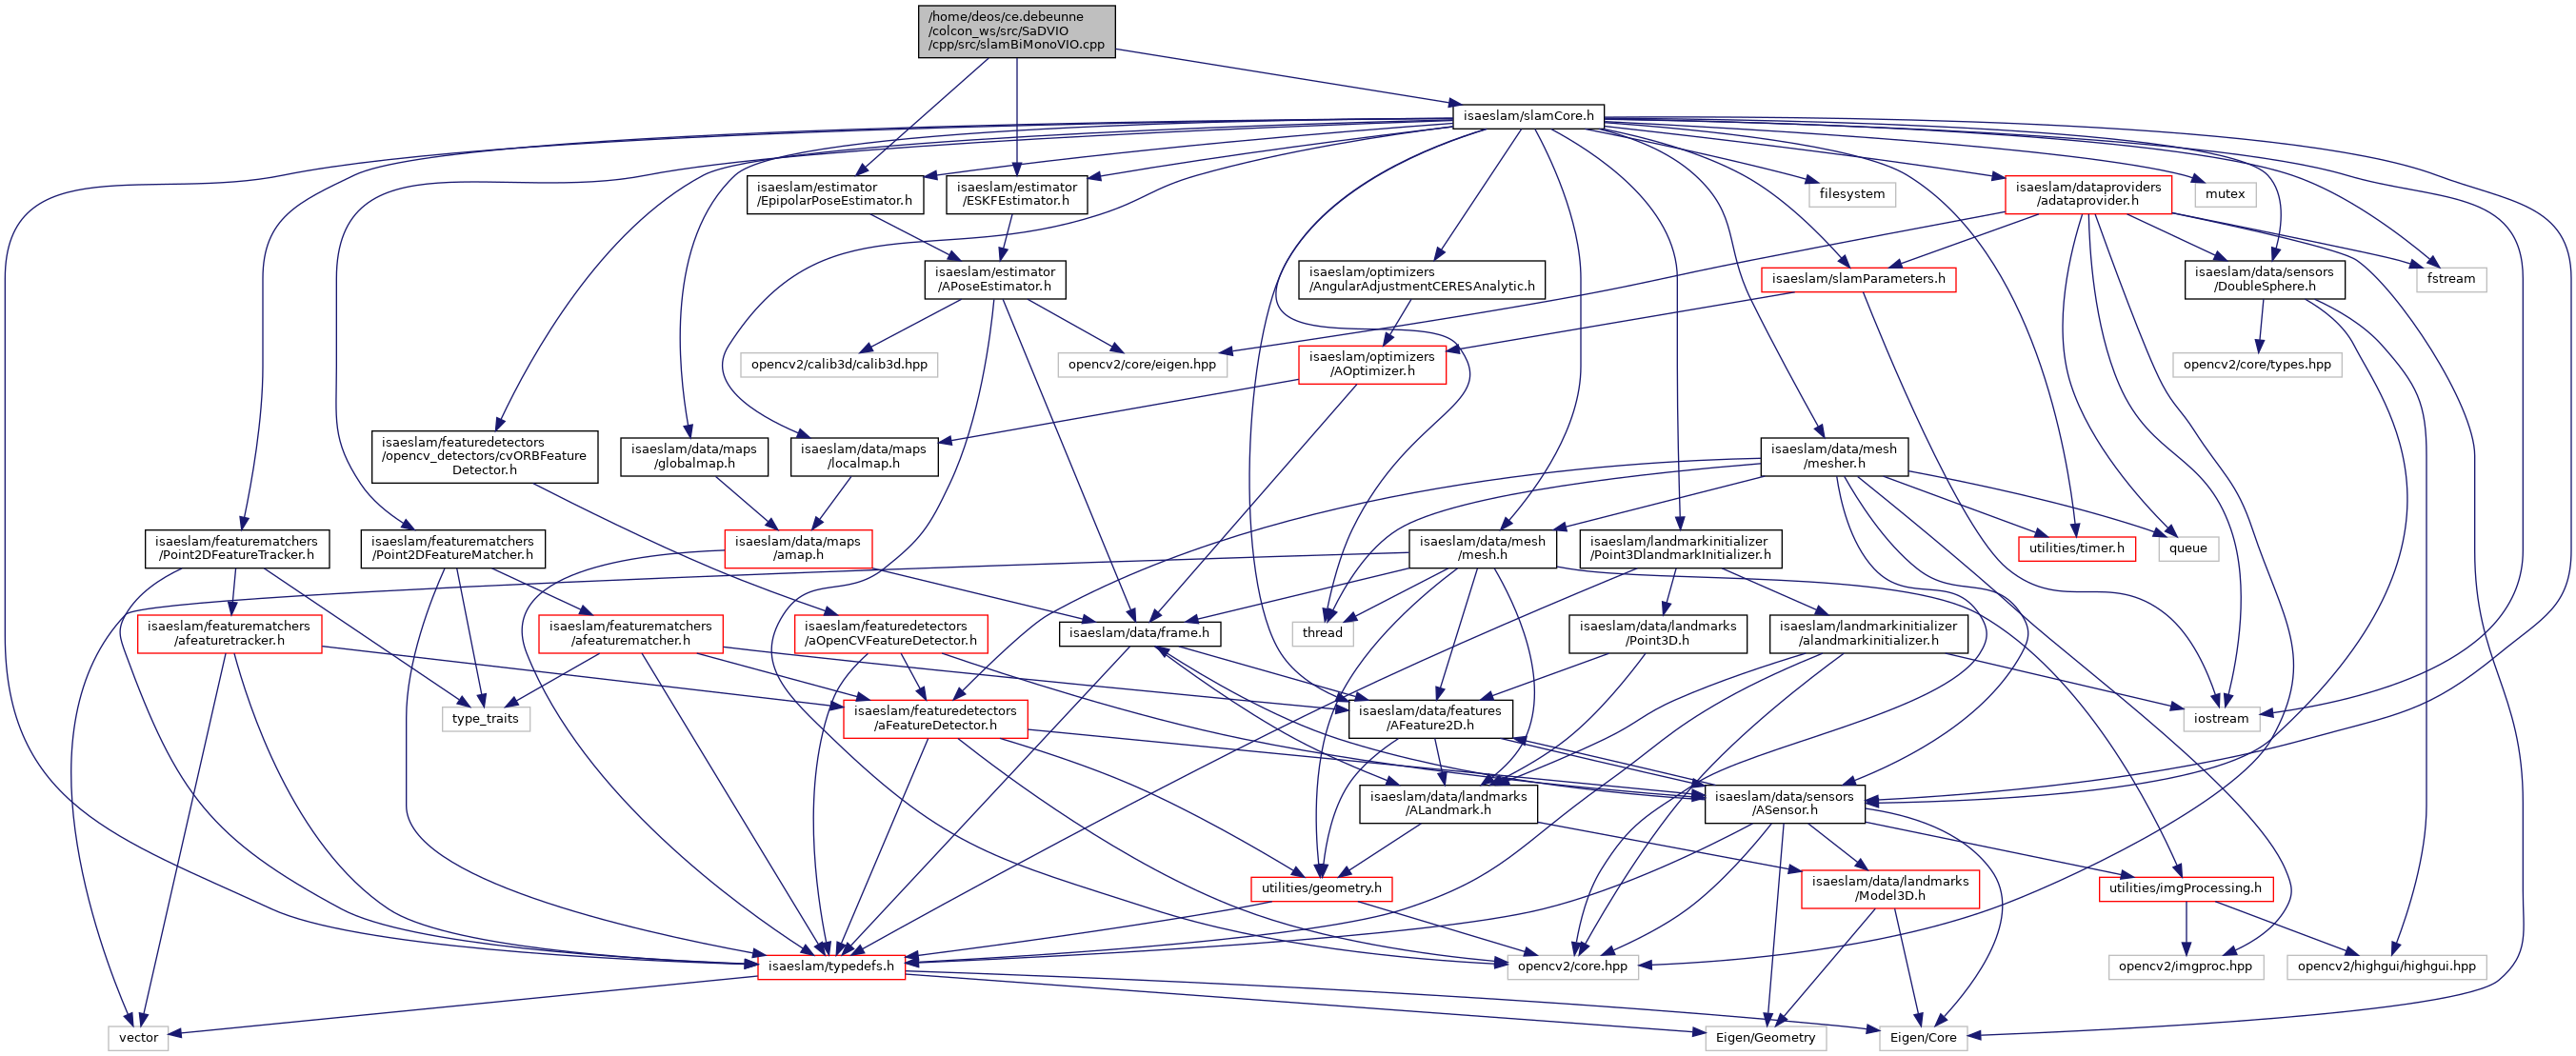 /home/deos/ce.debeunne
/colcon_ws/src/SaDVIO
/cpp/src/slamBiMonoVIO.cpp
isaeslam/slamCore.h
isaeslam/estimator
/EpipolarPoseEstimator.h
isaeslam/estimator
/ESKFEstimator.h
filesystem
isaeslam/dataproviders
/adataprovider.h
mutex
isaeslam/estimator
/APoseEstimator.h
isaeslam/optimizers
/AngularAdjustmentCERESAnalytic.h
isaeslam/slamParameters.h
isaeslam/data/sensors
/DoubleSphere.h
fstream
opencv2/calib3d/calib3d.hpp
opencv2/core/eigen.hpp
isaeslam/optimizers
/AOptimizer.h
opencv2/core/types.hpp
isaeslam/featuredetectors
/opencv_detectors/cvORBFeature
Detector.h
isaeslam/data/maps
/globalmap.h
isaeslam/data/maps
/localmap.h
isaeslam/data/mesh
/mesher.h
isaeslam/featurematchers
/Point2DFeatureTracker.h
isaeslam/featurematchers
/Point2DFeatureMatcher.h
isaeslam/data/maps
/amap.h
isaeslam/data/mesh
/mesh.h
isaeslam/landmarkinitializer
/Point3DlandmarkInitializer.h
utilities/timer.h
queue
isaeslam/featurematchers
/afeaturetracker.h
isaeslam/featurematchers
/afeaturematcher.h
isaeslam/featuredetectors
/aOpenCVFeatureDetector.h
isaeslam/data/frame.h
thread
isaeslam/data/landmarks
/Point3D.h
isaeslam/landmarkinitializer
/alandmarkinitializer.h
type_traits
isaeslam/featuredetectors
/aFeatureDetector.h
isaeslam/data/features
/AFeature2D.h
iostream
isaeslam/data/landmarks
/ALandmark.h
isaeslam/data/sensors
/ASensor.h
utilities/geometry.h
isaeslam/data/landmarks
/Model3D.h
utilities/imgProcessing.h
isaeslam/typedefs.h
opencv2/core.hpp
opencv2/imgproc.hpp
opencv2/highgui/highgui.hpp
vector
Eigen/Geometry
Eigen/Core